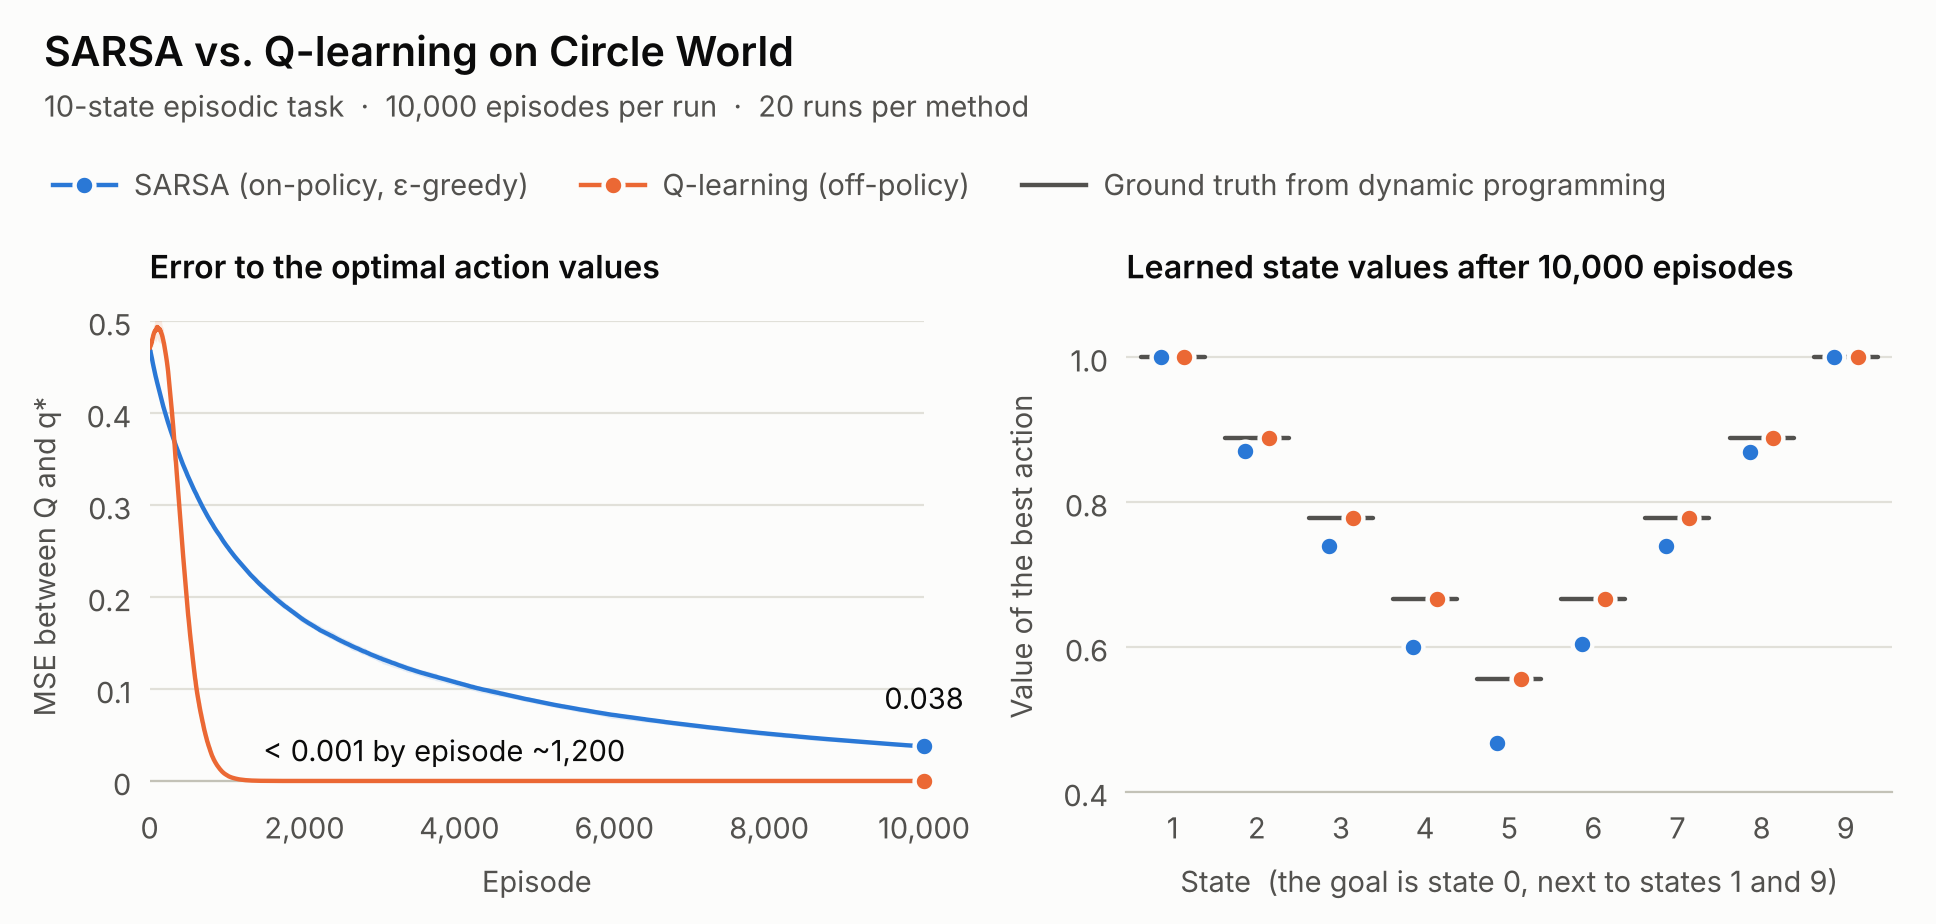 SARSA vs. Q-learning on Circle World
10-state episodic task · 10,000 episodes per run · 20 runs per method
SARSA (on-policy, ε-greedy)
Q-learning (off-policy)
Ground truth from dynamic programming
Error to the optimal action values
MSE between Q and q*
0.5
0.4
0.3
0.2
0.1
0
0.038
< 0.001 by episode ~1,200
0
2,000
4,000
6,000
8,000
10,000
Episode
Learned state values after 10,000 episodes
Value of the best action
1.0
0.8
0.6
0.4
1
2
3
4
5
6
7
8
9
State (the goal is state 0, next to states 1 and 9)